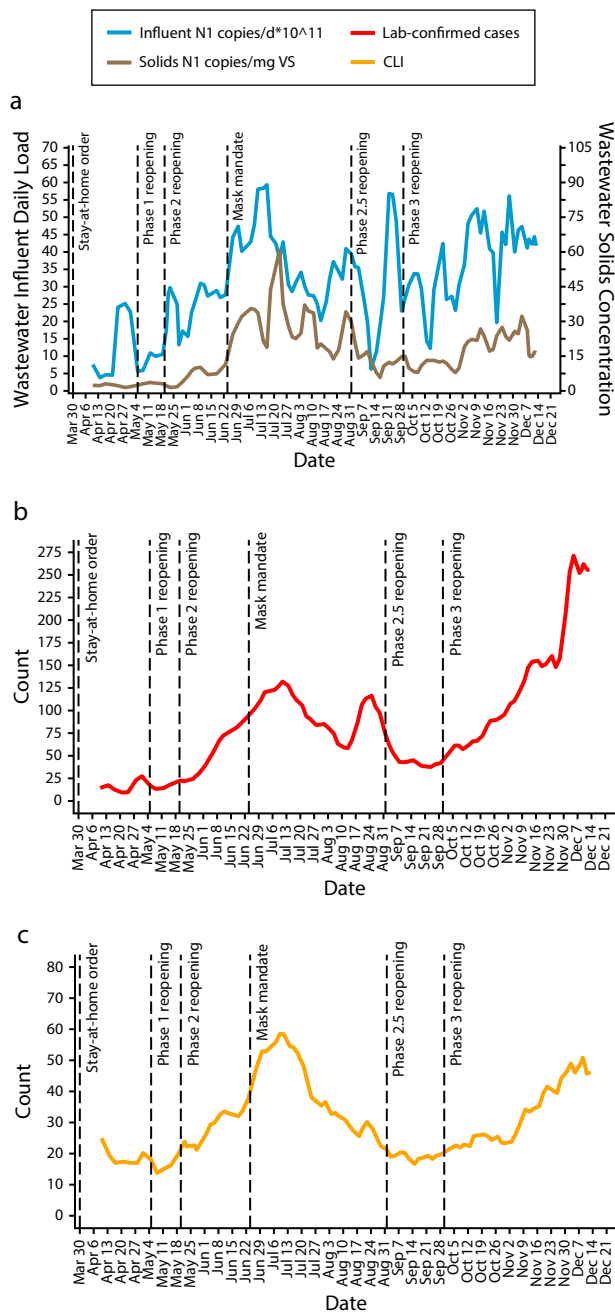 Influent N1 copies/d*10^11
Lab-confirmed cases
Solids N1 copies/mg VS
CLI
a
Wastewater Influent Daily Load
Wastewater Solids Concentration
70
65
60
55
50
45
40
35
30
25
20
15
10
5
0
105
90
75
60
45
30
15
0
Stay-at-home order
Phase 1 reopening
Phase 2 reopening
Mask mandate
Phase 2.5 reopening
Phase 3 reopening
Mar 30
Apr 6
Apr 13
Apr 20
Apr 27
May 4
May 11
May 18
May 25
Jun 1
Jun 8
Jun 15
Jun 22
Jun 29
Jul 6
Jul 13
Jul 20
Jul 27
Aug 3
Aug 10
Aug 17
Aug 24
Aug 31
Sep 7
Sep 14
Sep 21
Sep 28
Oct 5
Oct 12
Oct 19
Oct 26
Nov 2
Nov 9
Nov 16
Nov 23
Nov 30
Dec 7
Dec 14
Dec 21
Date
b
Count
275
250
225
200
175
150
125
100
75
50
25
0
Stay-at-home order
Phase 1 reopening
Phase 2 reopening
Mask mandate
Phase 2.5 reopening
Phase 3 reopening
Mar 30
Apr 6
Apr 13
Apr 20
Apr 27
May 4
May 11
May 18
May 25
Jun 1
Jun 8
Jun 15
Jun 22
Jun 29
Jul 6
Jul 13
Jul 20
Jul 27
Aug 3
Aug 10
Aug 17
Aug 24
Aug 31
Sep 7
Sep 14
Sep 21
Sep 28
Oct 5
Oct 12
Oct 19
Oct 26
Nov 2
Nov 9
Nov 16
Nov 23
Nov 30
Dec 7
Dec 14
Dec 21
Date
c
Count
80
70
60
50
40
30
20
10
0
Stay-at-home order
Phase 1 reopening
Phase 2 reopening
Mask mandate
Phase 2.5 reopening
Phase 3 reopening
Mar 30
Apr 6
Apr 13
Apr 20
Apr 27
May 4
May 11
May 18
May 25
Jun 1
Jun 8
Jun 15
Jun 22
Jun 29
Jul 6
Jul 13
Jul 20
Jul 27
Aug 3
Aug 10
Aug 17
Aug 24
Aug 31
Sep 7
Sep 14
Sep 21
Sep 28
Oct 5
Oct 12
Oct 19
Oct 26
Nov 2
Nov 9
Nov 16
Nov 23
Nov 30
Dec 7
Dec 14
Dec 21
Date